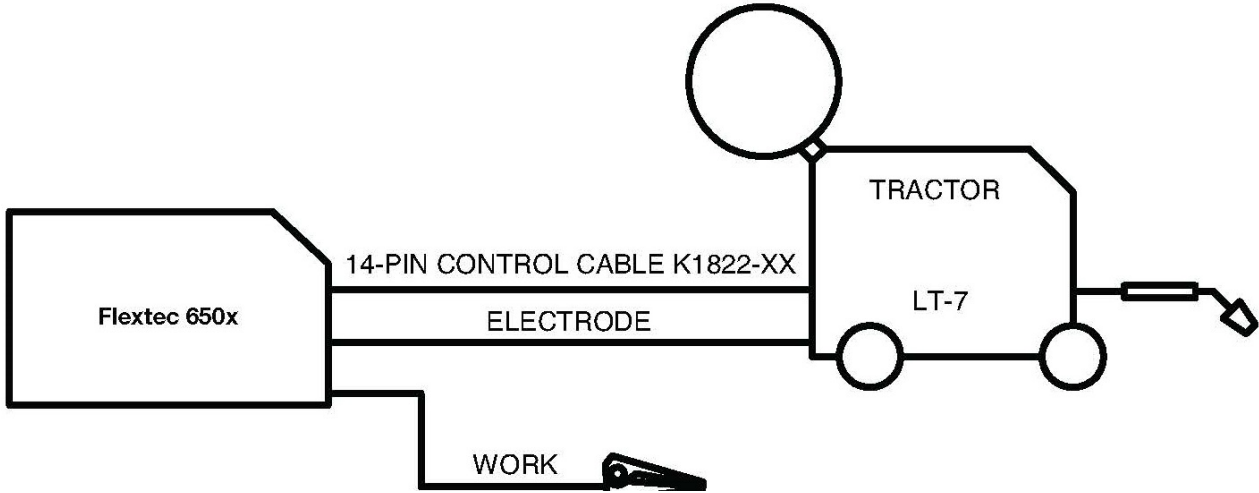 TRACTOR
14-PIN CONTROL CABLE K1822-XX
LT-7
Flextec 650x
ELECTRODE
WORK